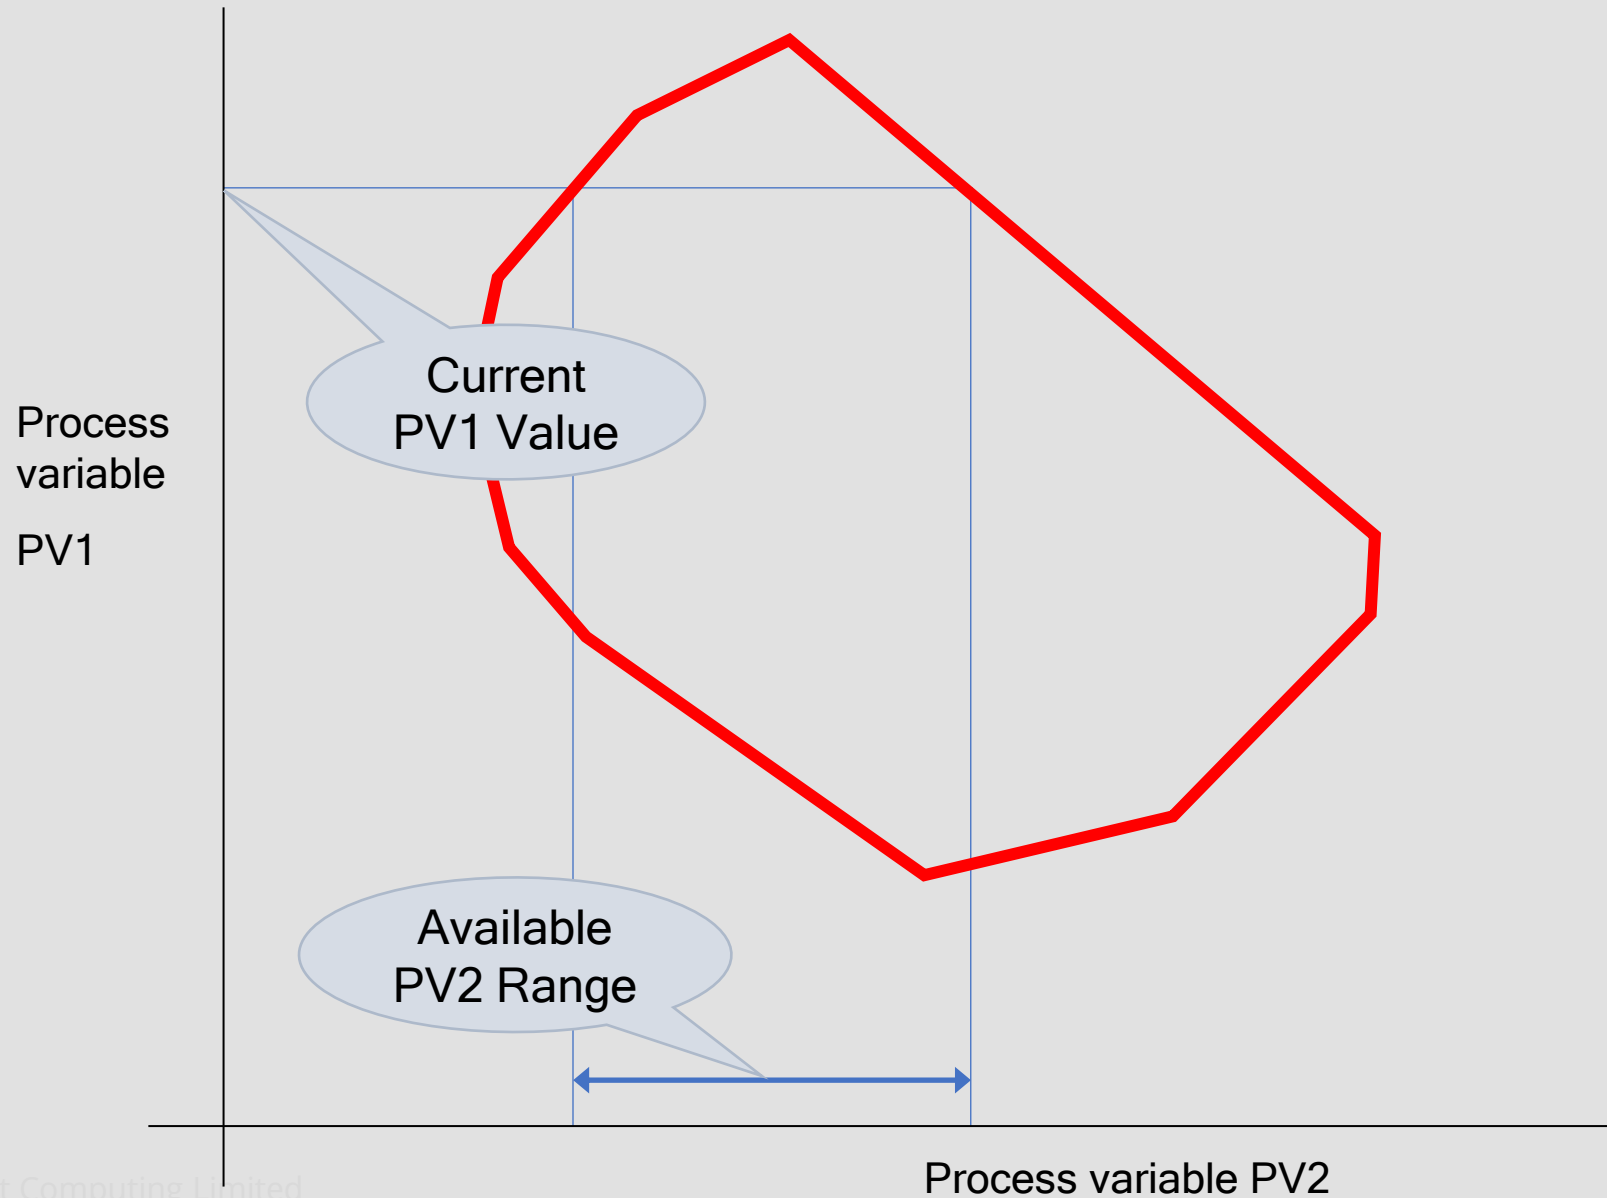 Current
PV1 Value
Process
variable
PV1
Available
PV2 Range
Process variable PV2
t Computing Limited